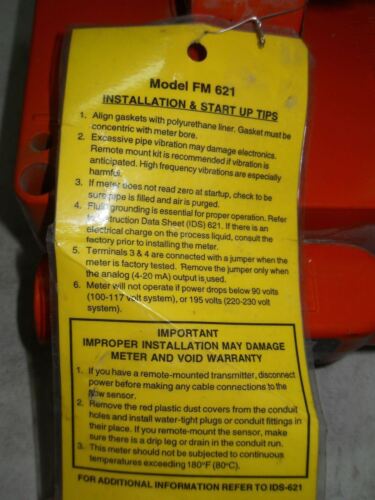 Model FM 621
INSTALLATION & START UP TIPS
1. Align gaskets with polyurethane liner. Gasket must be
concentric with meter bore.
2. Excessive pipe vibration may damage electronics.
Remote mount kit is recommended if vibration is
anticipated. High frequency vibrations are especially
harmful.
3. If meter does not read zero at startup, check to be
sure pipe is filled and air is purged.
4. Fluid grounding is essential for proper operation. Refer
Instruction Data Sheet (IDS) 621. If there is an
electrical charge on the process liquid, consult the
factory prior to installing the meter.
5. Terminals 3 & 4 are connected with a jumper when the
meter is factory tested. Remove the jumper only when
the analog (4-20 mA) output is used.
6. Meter will not operate if power drops below 90 volts
(100-117 volt system), or 195 volts (220-230 volt
system).
IMPORTANT
IMPROPER INSTALLATION MAY DAMAGE
METER AND VOID WARRANTY
1. If you have a remote-mounted transmitter, disconnect
power before making any cable connections to the
flow sensor.
2. Remove the red plastic dust covers from the conduit
holes and install water-tight plugs or conduit fittings in
their place. If you remote-mount the sensor, make
sure there is a drip leg or drain in the conduit run.
3. This meter should not be subjected to continuous
temperatures exceeding 180°F (80°C).
FOR ADDITIONAL INFORMATION REFER TO IDS-621